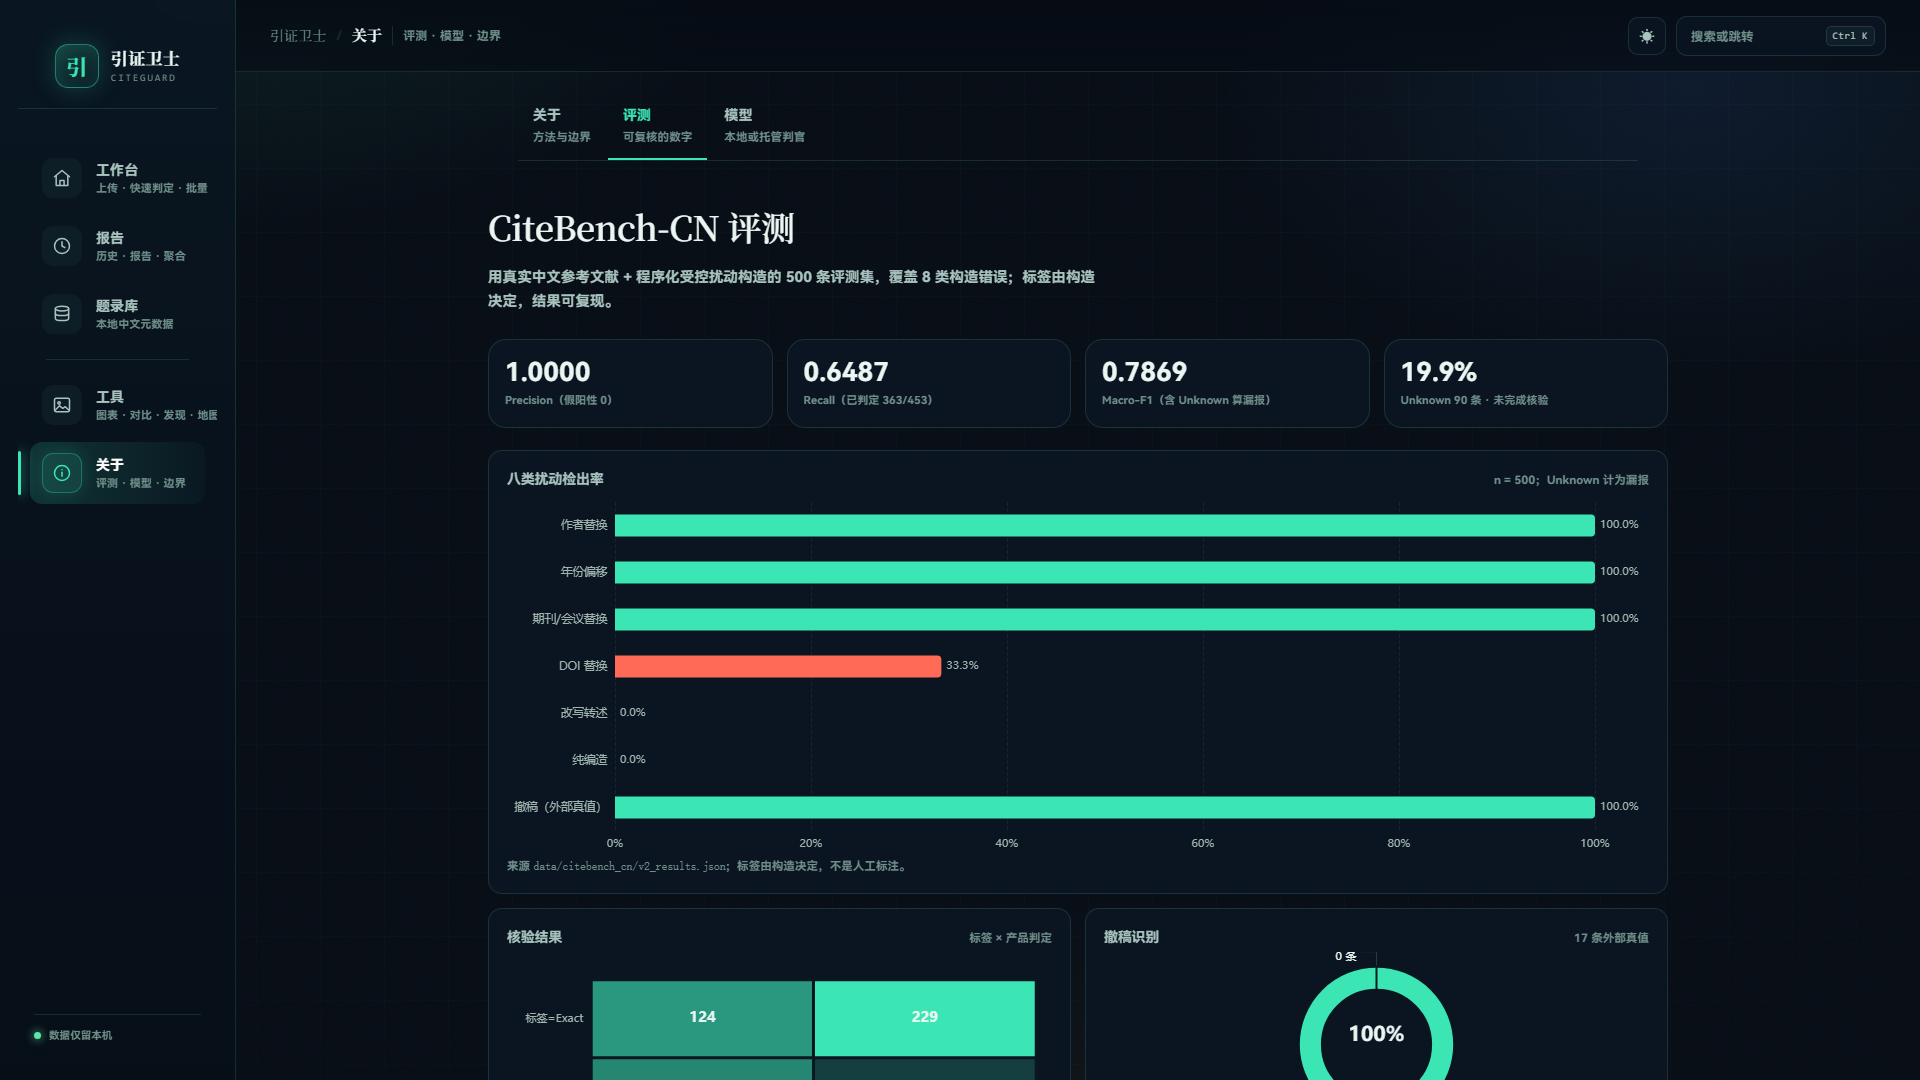 引
引证卫士
CITEGUARD
工作台
上传 · 快速判定 · 批量
报告
历史 · 报告 · 聚合
题录库
本地中文元数据
工具
图表 · 对比 · 发现 · 地图
关于
评测 · 模型 · 边界
数据仅留本机
引证卫士 / 关于 评测 · 模型 · 边界
搜索或跳转 Ctrl K
关于
方法与边界
评测
可复核的数字
模型
本地或托管判官
CiteBench-CN 评测
用真实中文参考文献 + 程序化受控扰动构造的 500 条评测集，覆盖 8 类构造错误；标签由构造
决定，结果可复现。
1.0000
Precision（假阳性 0）
0.6487
Recall（已判定 363/453）
0.7869
Macro-F1（含 Unknown 算漏报）
19.9%
Unknown 90 条 · 未完成核验
八类扰动检出率
n = 500；Unknown 计为漏报
作者替换 100.0%
年份偏移 100.0%
期刊/会议替换 100.0%
DOI 替换 33.3%
改写转述 0.0%
纯编造 0.0%
撤稿（外部真值） 100.0%
0% 20% 40% 60% 80% 100%
来源 data/citebench_cn/v2_results.json；标签由构造决定，不是人工标注。
核验结果
标签 × 产品判定
标签=Exact 124 229
撤稿识别
17 条外部真值
0 条
100%